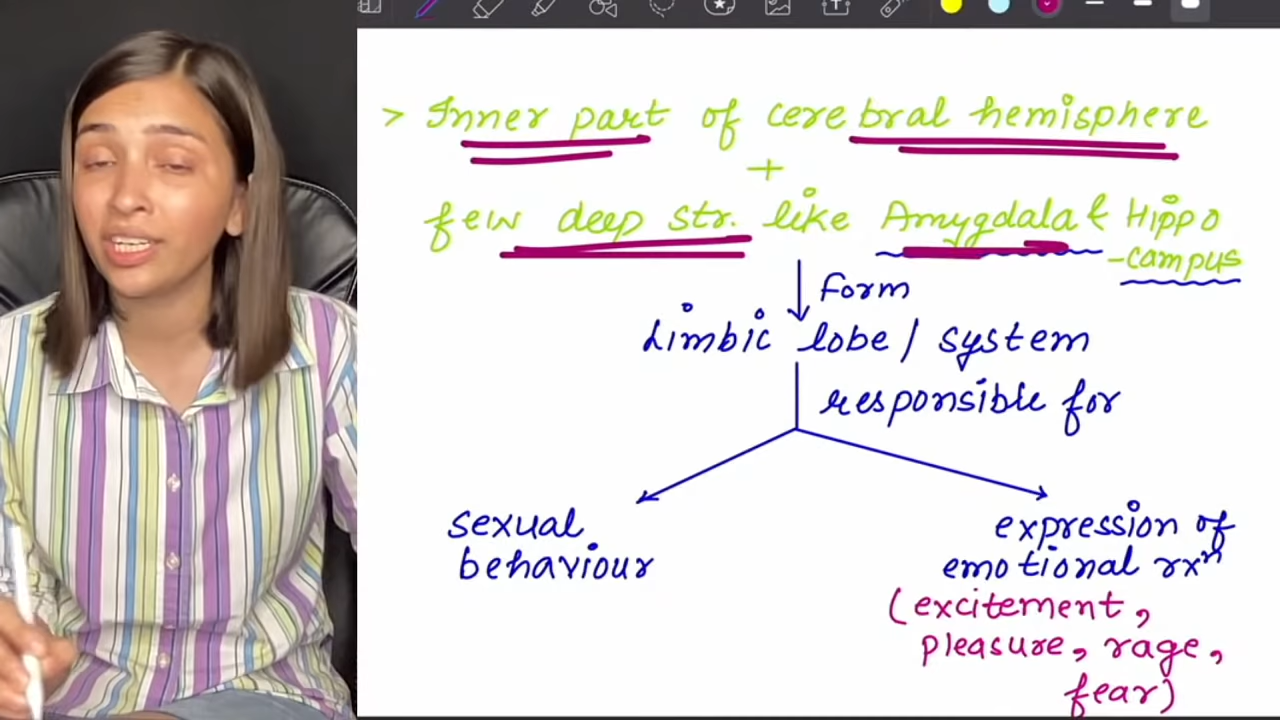 > Inner part of cerebral hemisphere
+
few deep str. like Amygdala & Hippo
-campus
↓ Form
Limbic lobe / system
responsible for
sexual
behaviour
expression of
emotional rxⁿ
(excitement,
pleasure, rage,
fear)